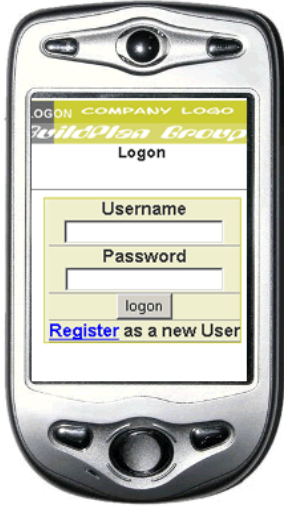 LOGON COMPANY LOGO
BuildPlan Group
Logon
Username
Password
logon
Register as a new User